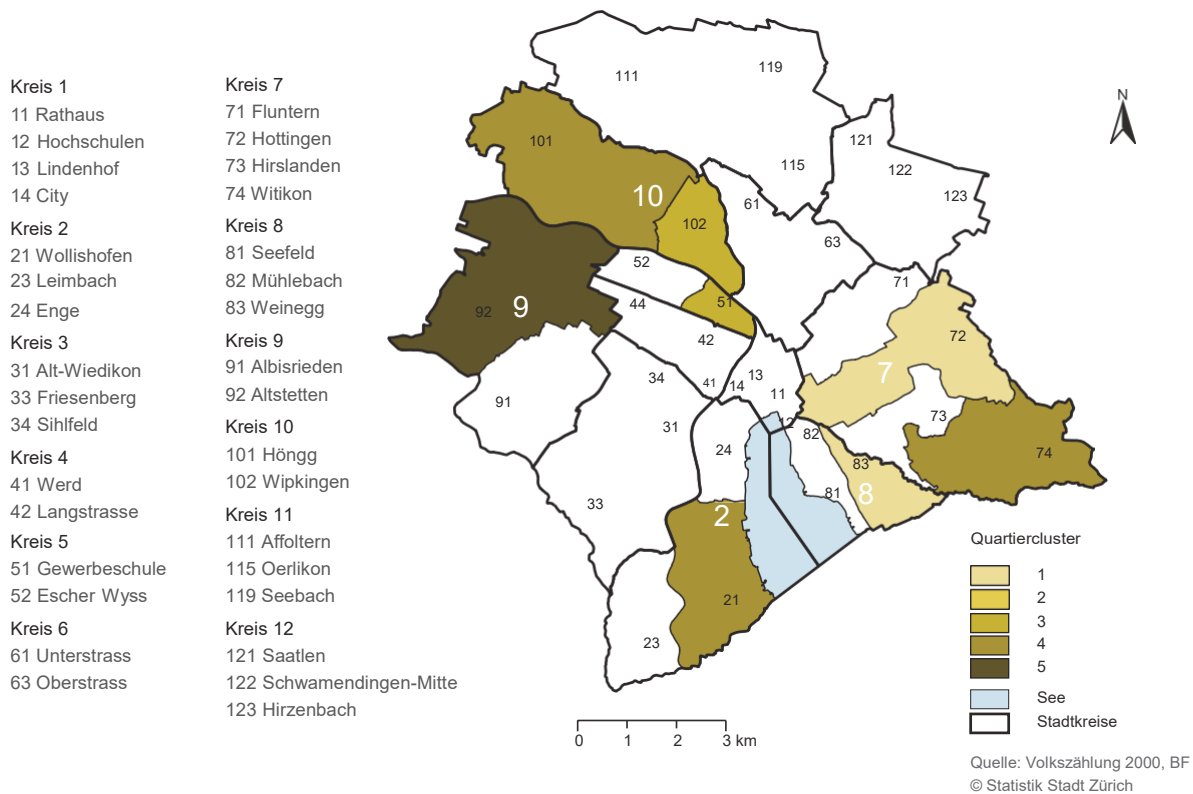 Kreis 1
11 Rathaus
12 Hochschulen
13 Lindenhof
14 City
Kreis 2
21 Wollishofen
23 Leimbach
24 Enge
Kreis 3
31 Alt-Wiedikon
33 Friesenberg
34 Sihlfeld
Kreis 4
41 Werd
42 Langstrasse
Kreis 5
51 Gewerbeschule
52 Escher Wyss
Kreis 6
61 Unterstrass
63 Oberstrass
Kreis 7
71 Fluntern
72 Hottingen
73 Hirslanden
74 Witikon
Kreis 8
81 Seefeld
82 Mühlebach
83 Weinegg
Kreis 9
91 Albisrieden
92 Altstetten
Kreis 10
101 Höngg
102 Wipkingen
Kreis 11
111 Affoltern
115 Oerlikon
119 Seebach
Kreis 12
121 Saatlen
122 Schwamendingen-Mitte
123 Hirzenbach
119
111
N
101
121
115
122
123
10
61
102
63
52
71
44
51
92
9
42
72
7
13
34
41
14
11
91
73
12
31
82
24
74
83
81
8
33
2
21
23
0 1 2 3 km
Quartiercluster
1
2
3
4
5
See
Stadtkreise
Quelle: Volkszählung 2000, BF
© Statistik Stadt Zürich